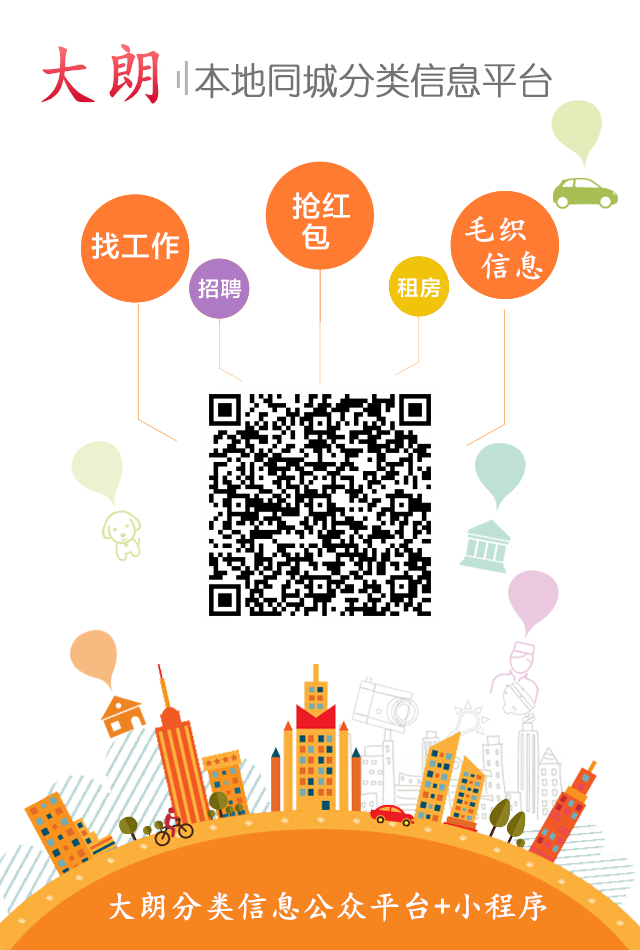 大朗 本地同城分类信息平台
抢红
包
找工作
毛织
信息
招聘
租房
大朗分类信息公众平台+小程序